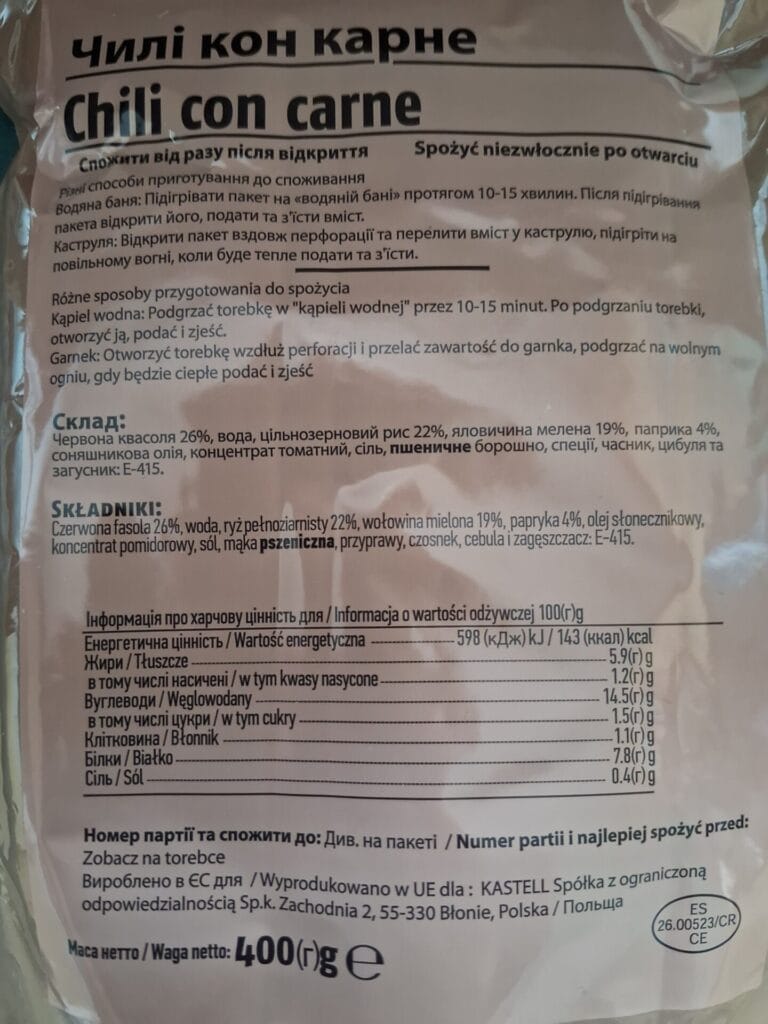 Чилі кон карне
Chili con carne
Спожити від разу після відкриття Spożyć niezwłocznie po otwarciu
Різні способи приготування до споживання
Водяна баня: Підігрівати пакет на «водяній бані» протягом 10-15 хвилин. Після підігрівання
пакета відкрити його, подати та з'їсти вміст.
Каструля: Відкрити пакет вздовж перфорації та перелити вміст у каструлю, підігріти на
повільному вогні, коли буде тепле подати та з'їсти.
Różne sposoby przygotowania do spożycia
Kąpiel wodna: Podgrzać torebkę w "kąpieli wodnej" przez 10-15 minut. Po podgrzaniu torebki,
otworzyć ją, podać i zjeść.
Garnek: Otworzyć torebkę wzdłuż perforacji i przelać zawartość do garnka, podgrzać na wolnym
ogniu, gdy będzie ciepłe podać i zjeść
Склад:
Червона квасоля 26%, вода, цільнозерновий рис 22%, яловичина мелена 19%, паприка 4%,
соняшникова олія, концентрат томатний, сіль, пшеничне борошно, спеції, часник, цибуля та
загусник: Е-415.
SKŁADNIKI:
Czerwona fasola 26%, woda, ryż pełnoziarnisty 22%, wołowina mielona 19%, papryka 4%, olej słonecznikowy,
koncentrat pomidorowy, sól, mąka pszeniczna, przyprawy, czosnek, cebula i zagęszczacz: E-415.
Інформація про харчову цінність для / Informacja o wartości odżywczej 100(г)g
Енергетична цінність / Wartość energetyczna 598 (кДж) kJ / 143 (ккал) kcal
Жири / Tłuszcze 5.9(г) g
в тому числі насичені / w tym kwasy nasycone 1.2(г) g
Вуглеводи / Węglowodany 14.5(г) g
в тому числі цукри / w tym cukry 1.5(г) g
Клітковина / Błonnik 1.1(г) g
Білки / Białko 7.8(г) g
Сіль / Sól 0.4(г) g
Номер партії та спожити до: Див. на пакеті / Numer partii i najlepiej spożyć przed:
Zobacz na torebce
Вироблено в ЄС для / Wyprodukowano w UE dla : KASTELL Spółka z ograniczoną
odpowiedzialnością Sp.k. Zachodnia 2, 55-330 Błonie, Polska / Польща
ES
26.00523/CR
CE
Маса нетто / Waga netto: 400(г)g e